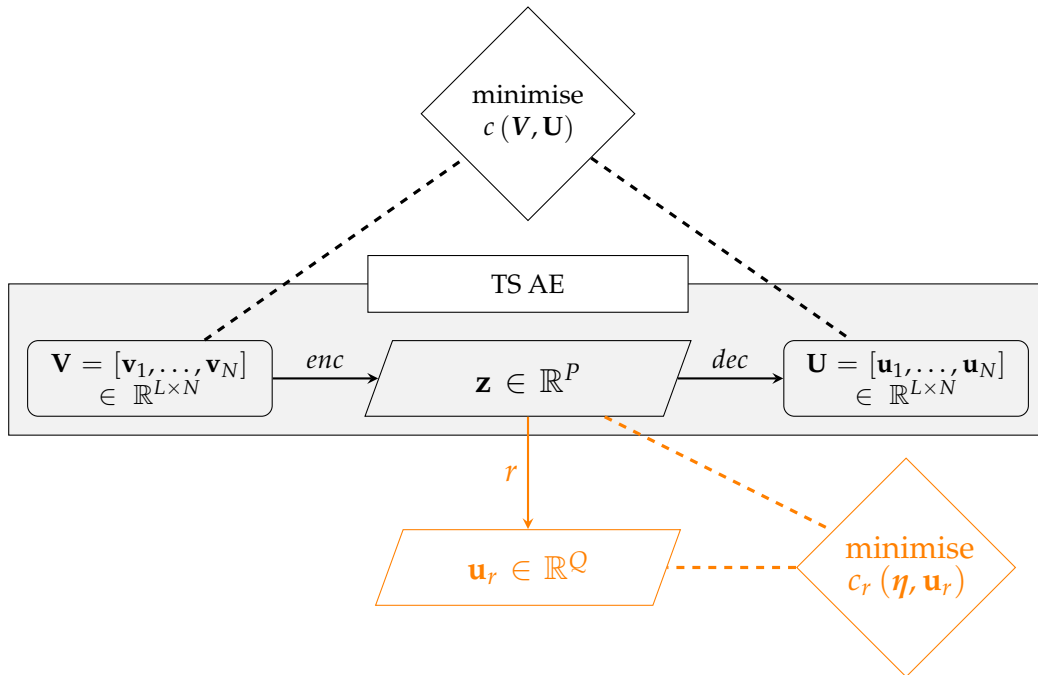 minimise
c (V, U)
TS AE
V = [v₁, . . . , v_N]
∈ ℝ^{L×N}
enc
z ∈ ℝ^P
dec
U = [u₁, . . . , u_N]
∈ ℝ^{L×N}
r
u_r ∈ ℝ^Q
minimise
c_r (η, u_r)